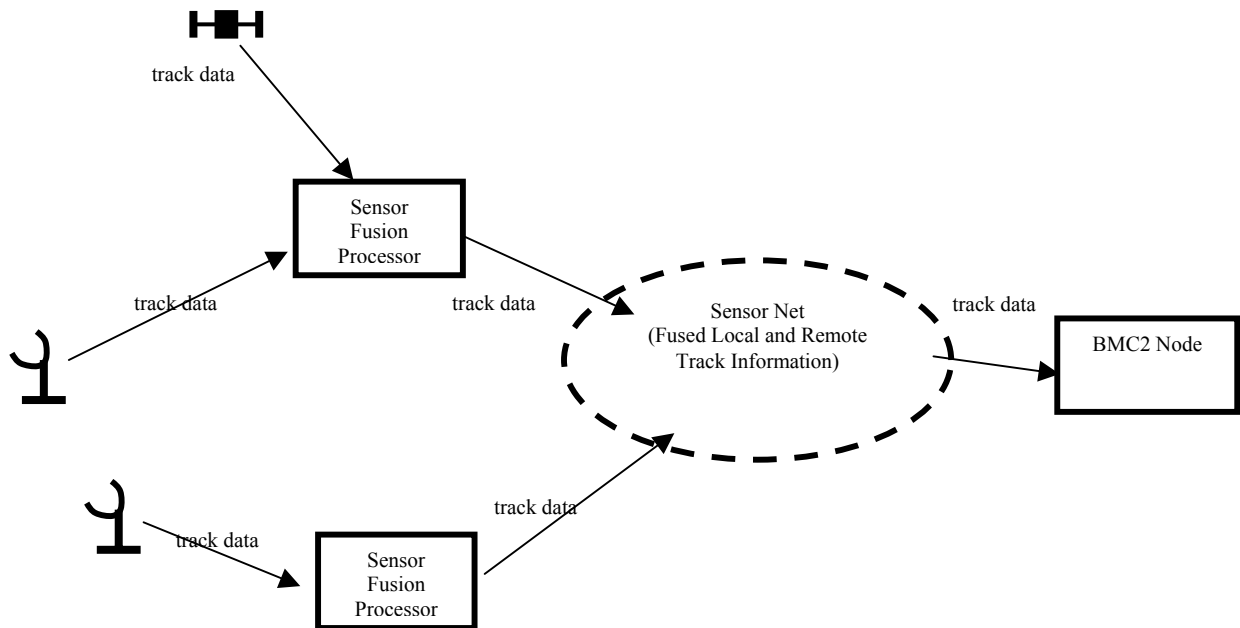 track data
Sensor
Fusion
Processor
track data
track data
Sensor Net
(Fused Local and Remote
Track Information)
track data
BMC2 Node
track data
track data
Sensor
Fusion
Processor